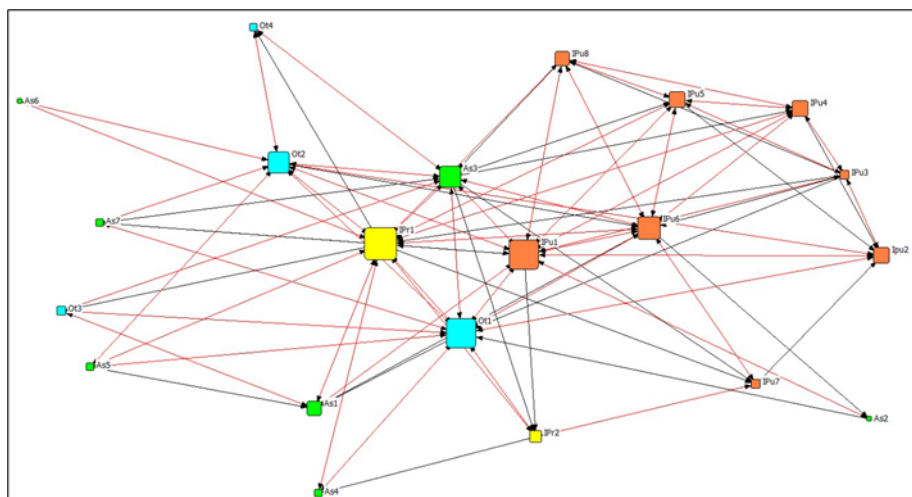 Ot4
IPu8
IPu5
As6
IPu4
Ot2
As3
IPu3
As7
IPu6
IPr1
IPu1
Ipu2
Ot3
Ot1
As5
IPu7
As1
As2
IPr2
As4